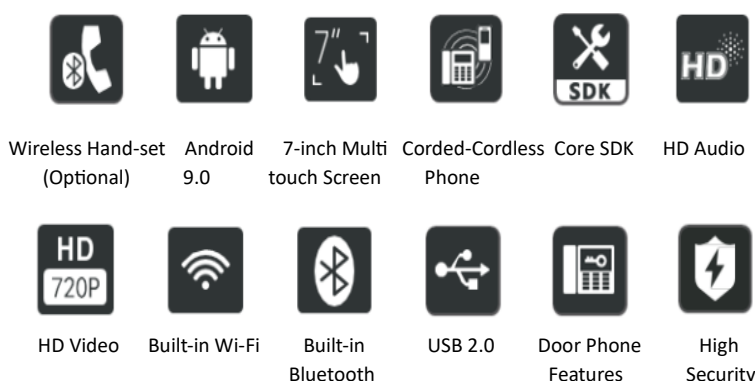 7"
SDK
HD
Wireless Hand-set Android 7-inch Multi Corded-Cordless Core SDK HD Audio
(Optional) 9.0 touch Screen Phone
HD
720P
HD Video Built-in Wi-Fi Built-in USB 2.0 Door Phone High
Bluetooth Features Security